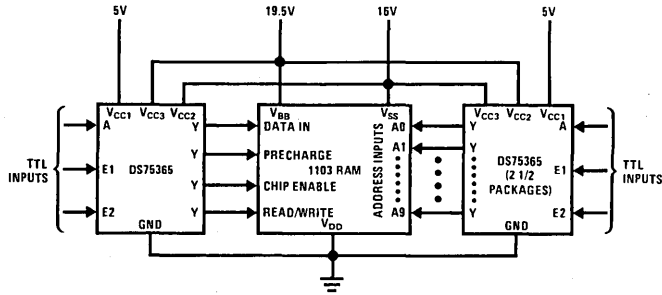 5V 19.5V 16V 5V
VCC1 VCC3 VCC2 VBB VSS VCC3 VCC2 VCC1
A Y DATA IN A0 Y A
PRECHARGE A1
TTL INPUTS
E1 DS75365 Y 1103 RAM ADDRESS INPUTS Y DS75365 E1
(2 1/2 PACKAGES)
TTL INPUTS
Y CHIP ENABLE
E2 Y READ/WRITE A9 Y E2
GND VDD GND